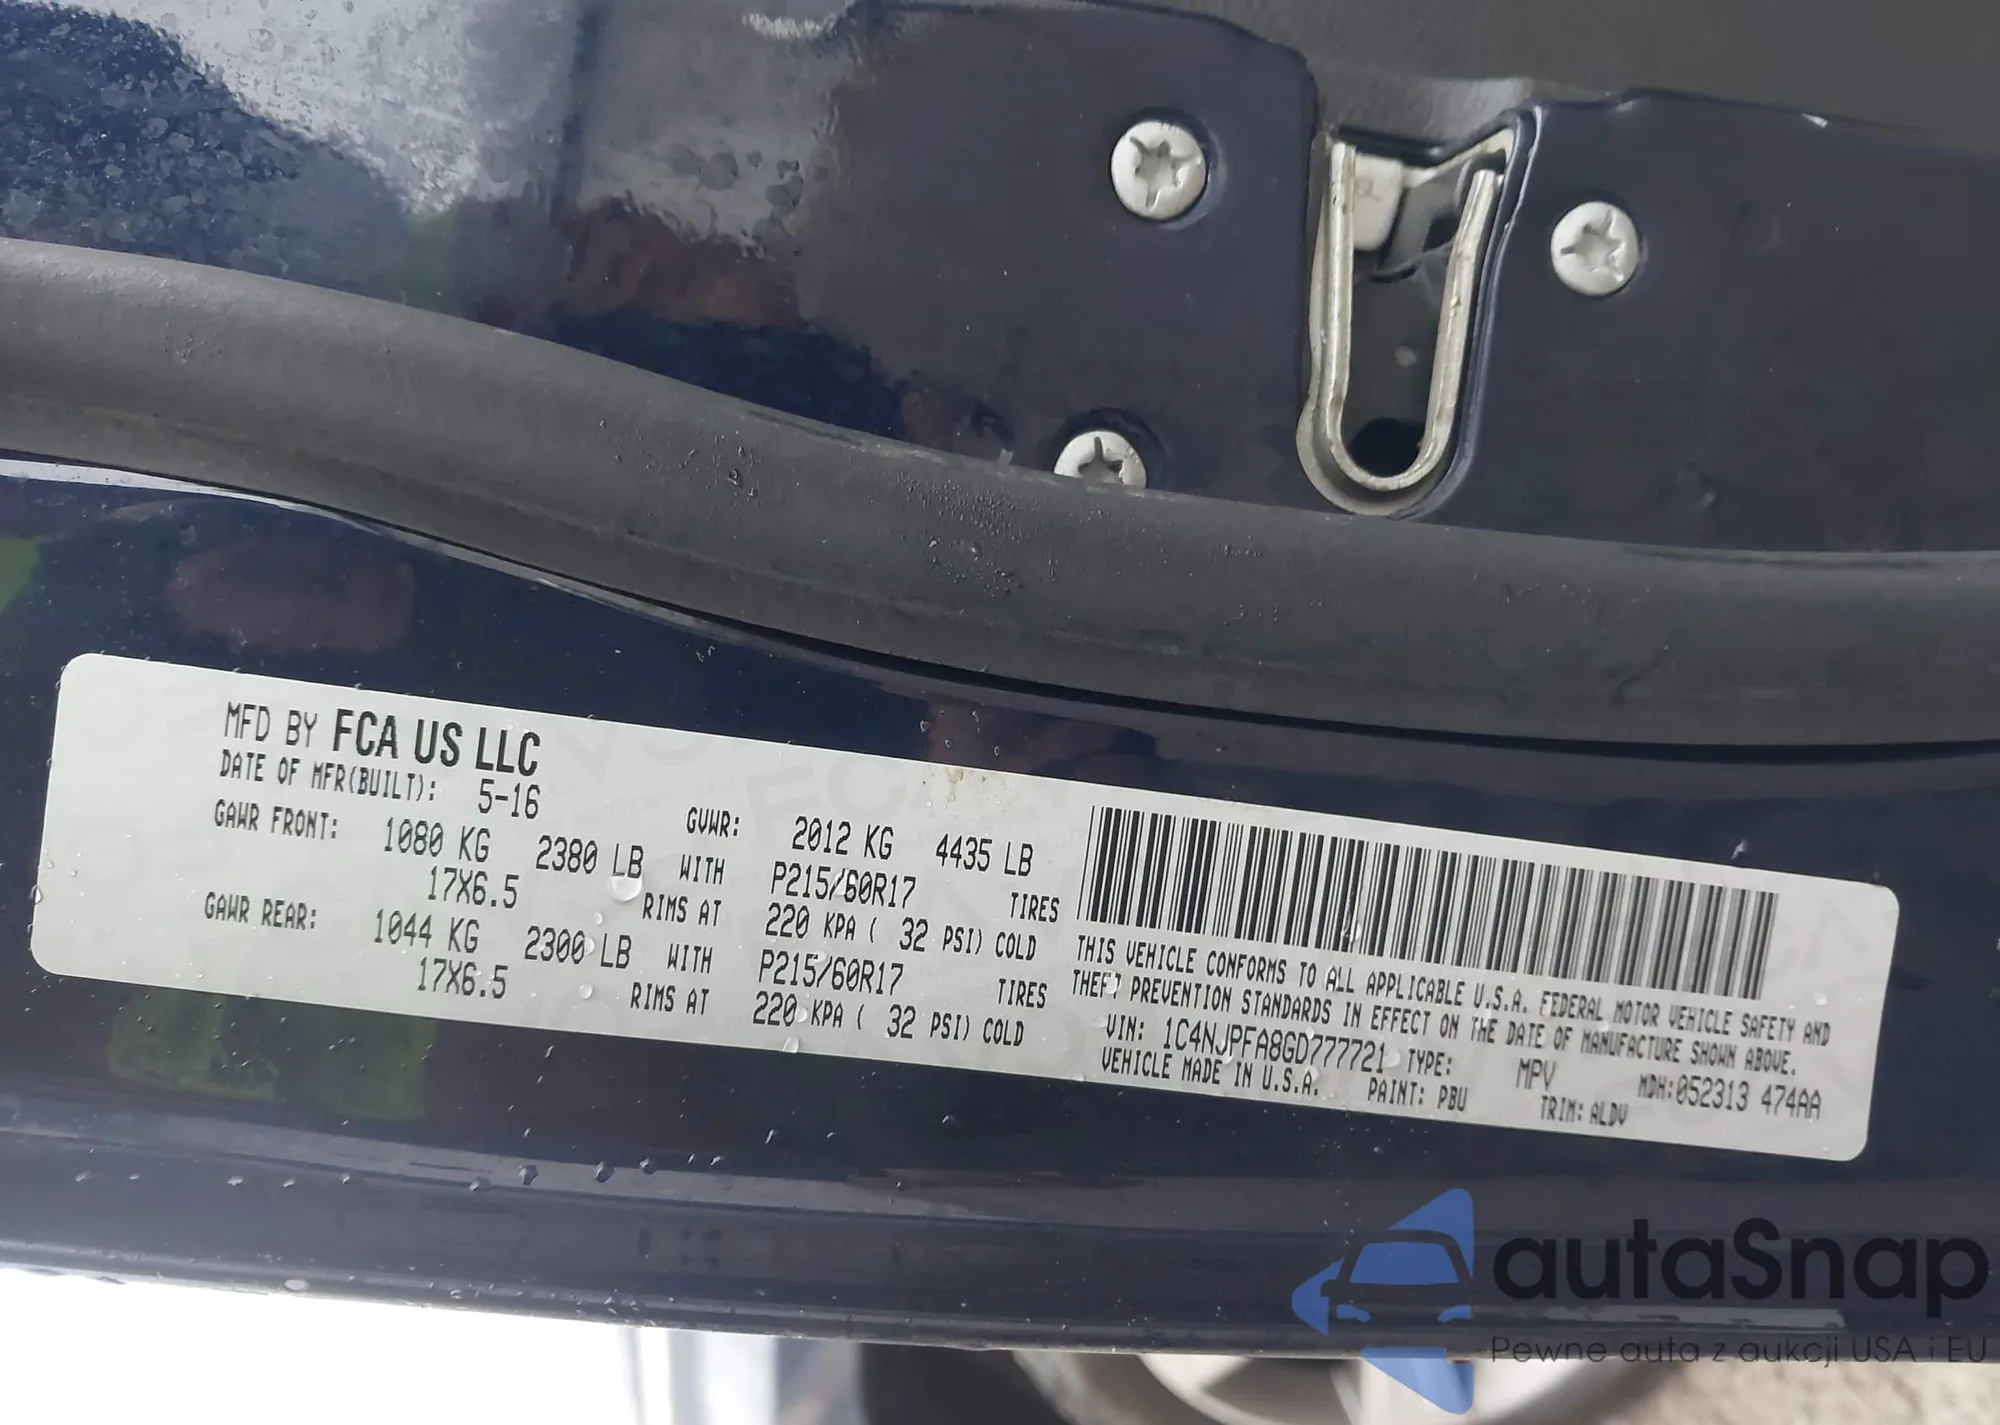 MFD BY FCA US LLC
DATE OF MFR(BUILT): 5-16
GVWR: 2012 KG 4435 LB
GAWR FRONT: 1080 KG 2380 LB WITH P215/60R17 TIRES
17X6.5 RIMS AT 220 KPA ( 32 PSI) COLD
GAWR REAR: 1044 KG 2300 LB WITH P215/60R17 TIRES
17X6.5 RIMS AT 220 KPA ( 32 PSI) COLD
THIS VEHICLE CONFORMS TO ALL APPLICABLE U.S.A. FEDERAL MOTOR VEHICLE SAFETY AND
THEFT PREVENTION STANDARDS IN EFFECT ON THE DATE OF MANUFACTURE SHOWN ABOVE.
VIN: 1C4NJPFA8GD777721 TYPE: MPV MDH:052313 474AA
VEHICLE MADE IN U.S.A. PAINT: PBU TRIM: ALDV
autaSnap
Pewne auta z aukcji USA i EU